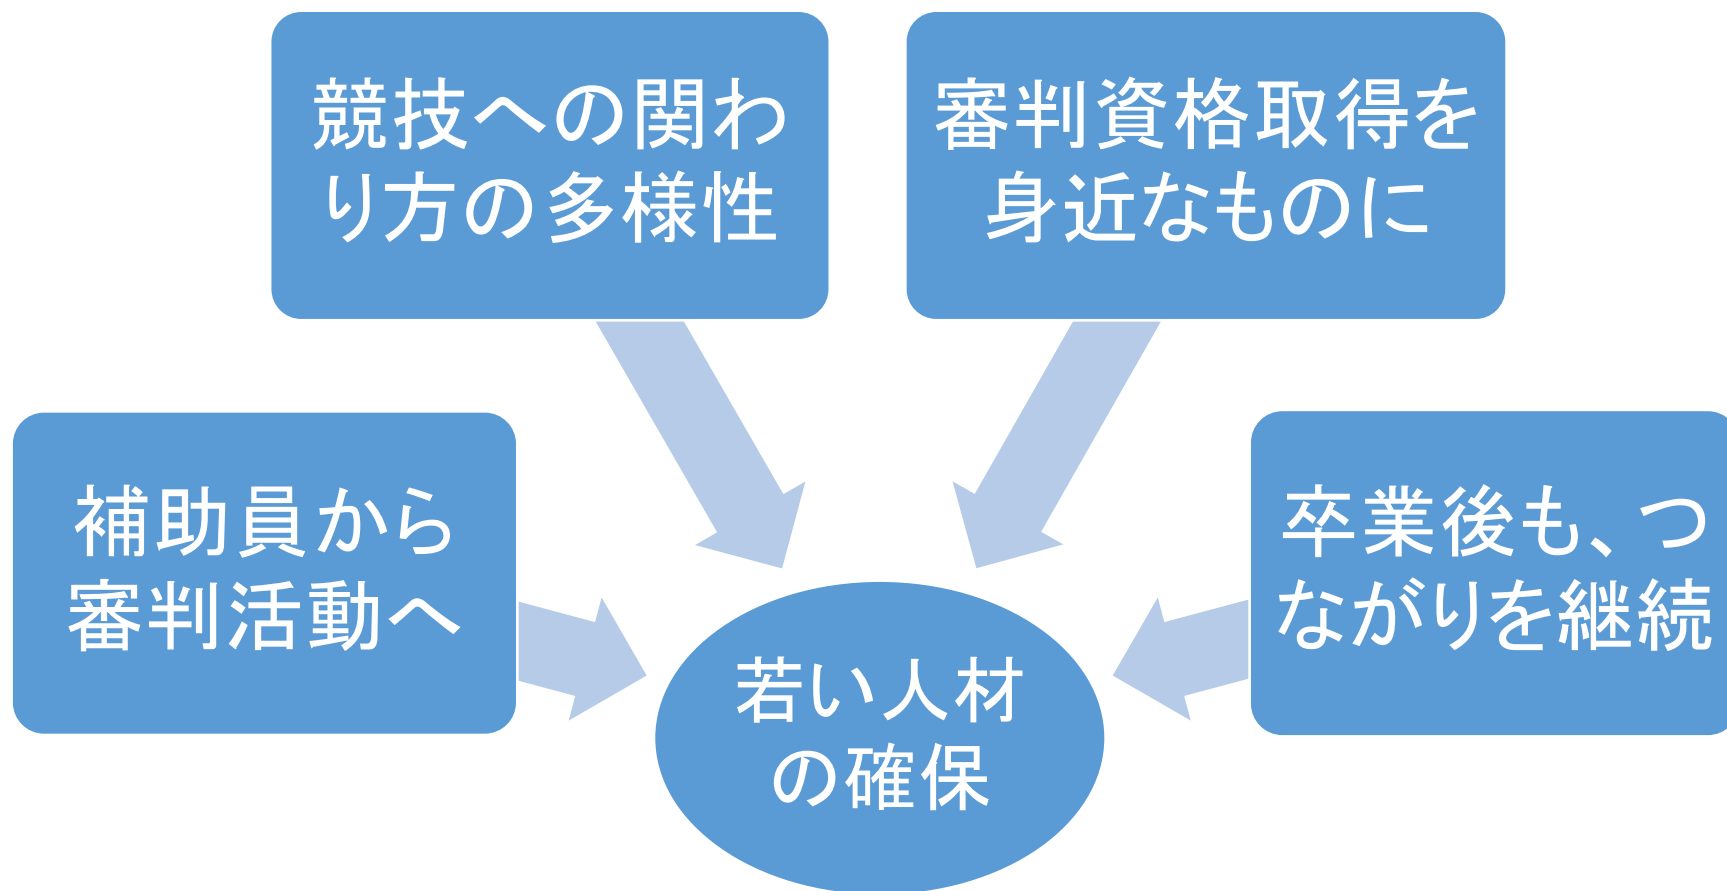 競技への関わ
り方の多様性
審判資格取得を
身近なものに
補助員から
審判活動へ
卒業後も、つ
ながりを継続
若い人材
の確保